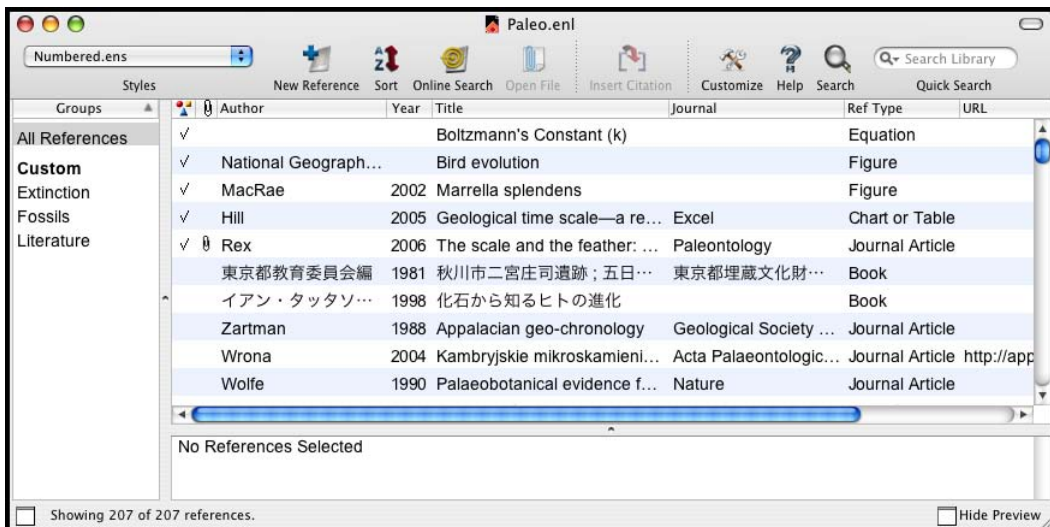 Paleo.enl
Numbered.ens
Search Library
Styles New Reference Sort Online Search Open File Insert Citation Customize Help Search Quick Search
Groups Author Year Title Journal Ref Type URL
All References
Custom
Extinction
Fossils
Literature
Boltzmann's Constant (k) Equation
National Geograph... Bird evolution Figure
MacRae 2002 Marrella splendens Figure
Hill 2005 Geological time scale—a re... Excel Chart or Table
Rex 2006 The scale and the feather: ... Paleontology Journal Article
東京都教育委員会編 1981 秋川市二宮庄司遺跡 ; 五日… 東京都埋蔵文化財… Book
イアン・タッタソ… 1998 化石から知るヒトの進化 Book
Zartman 1988 Appalacian geo-chronology Geological Society ... Journal Article
Wrona 2004 Kambryjskie mikroskamieni... Acta Palaeontologic... Journal Article http://app
Wolfe 1990 Palaeobotanical evidence f... Nature Journal Article
No References Selected
Showing 207 of 207 references. Hide Preview